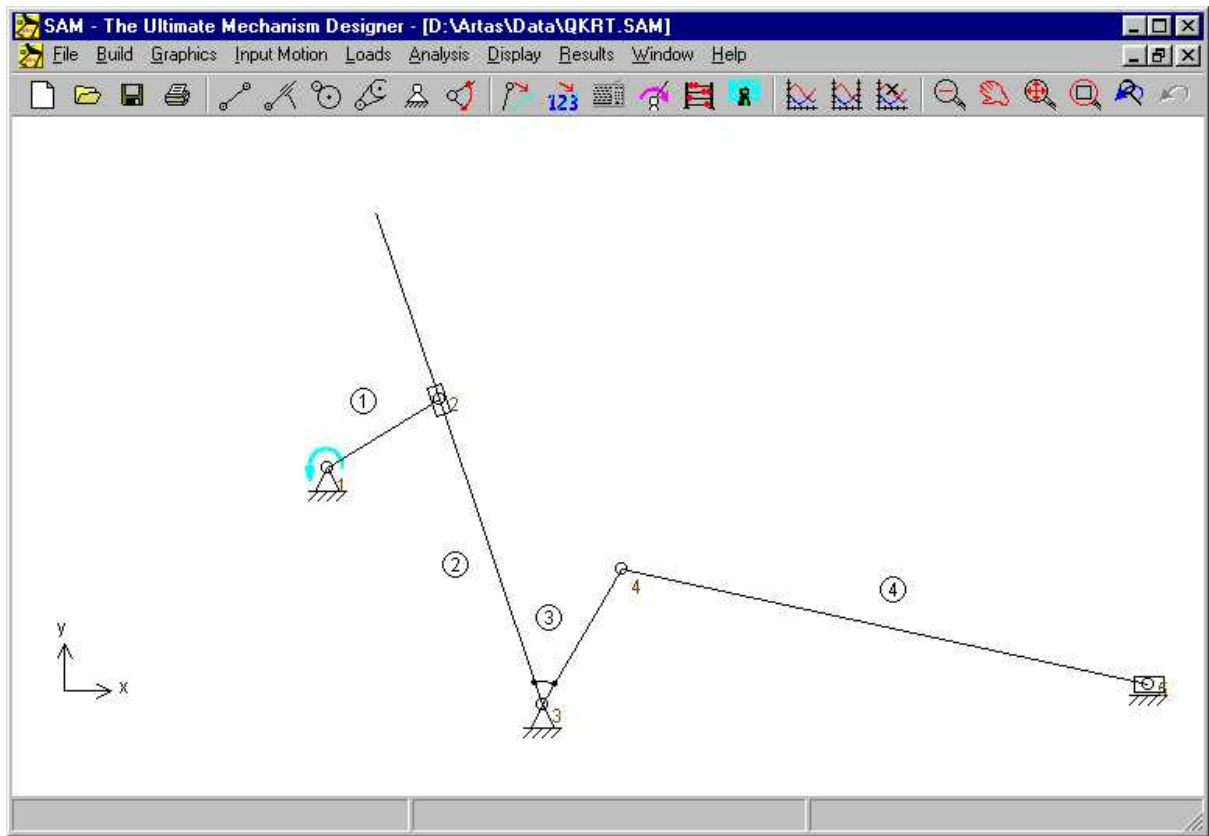 SAM - The Ultimate Mechanism Designer - [D:\Artas\Data\QKRT.SAM]
File Build Graphics Input Motion Loads Analysis Display Results Window Help
123
1
2
1
2
3
4
4
y
x
3
5